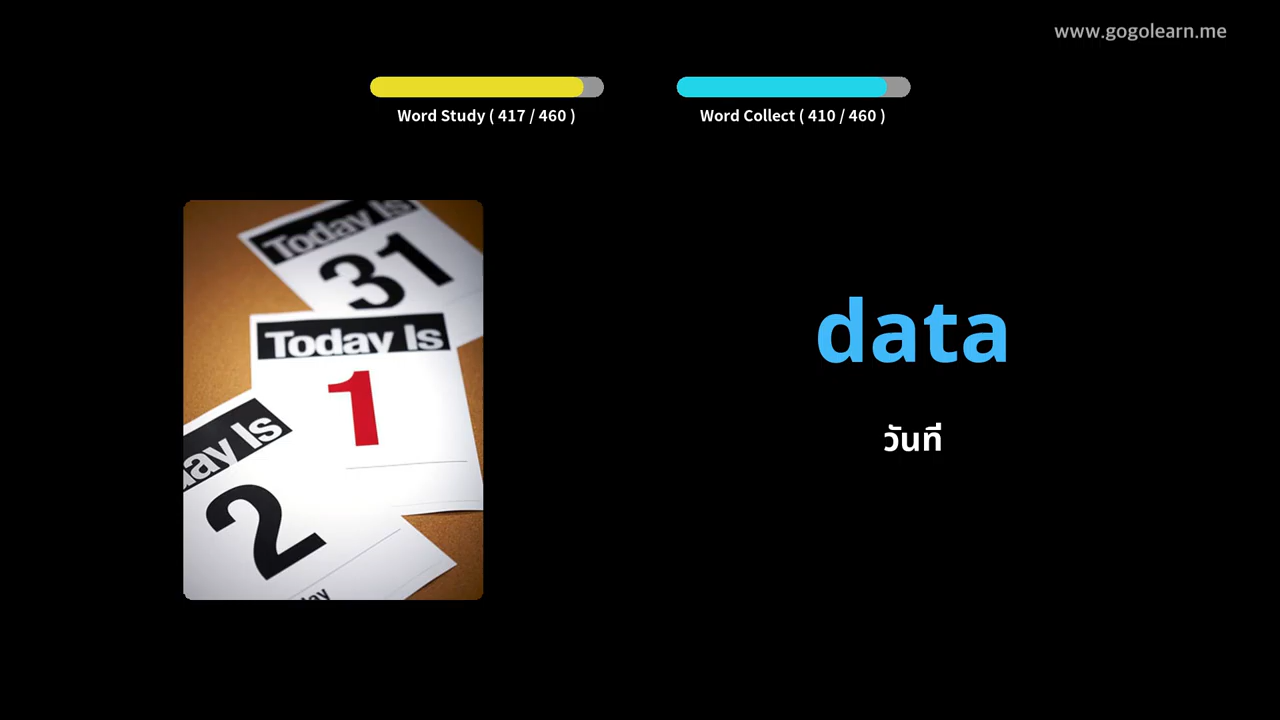 www.gogolearn.me
Word Study ( 417 / 460 )
Word Collect ( 410 / 460 )
Today Is
31
Today Is
1
ay Is
2
day
data
วันที่